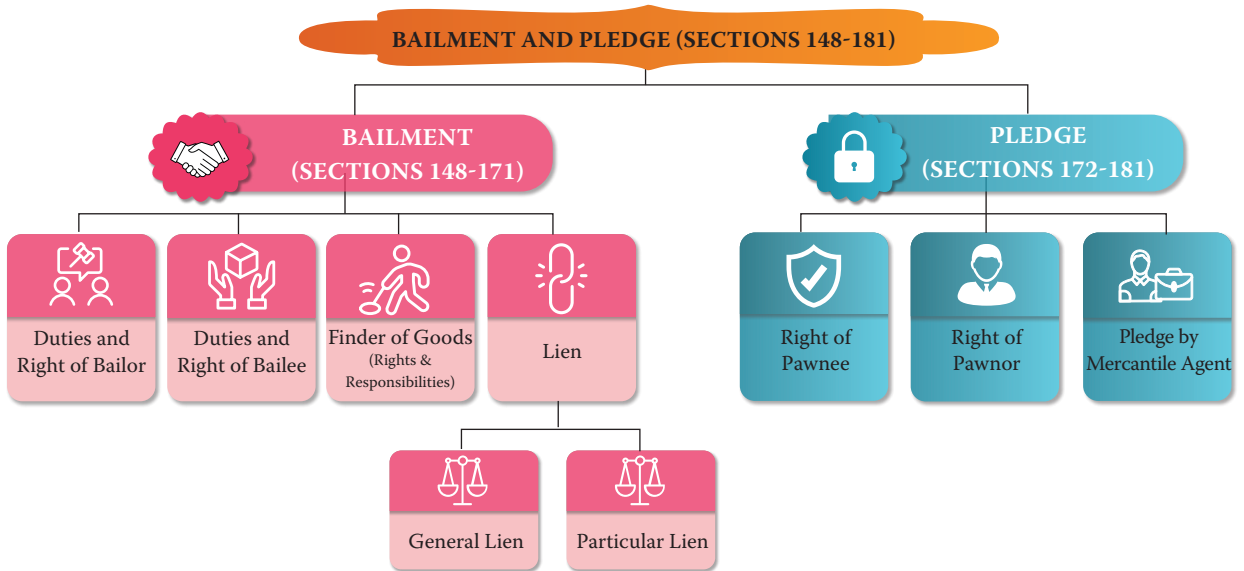 BAILMENT AND PLEDGE (SECTIONS 148-181)
BAILMENT
(SECTIONS 148-171)
PLEDGE
(SECTIONS 172-181)
Duties and
Right of Bailor
Duties and
Right of Bailee
Finder of Goods
(Rights &
Responsibilities)
Lien
Right of
Pawnee
Right of
Pawnor
Pledge by
Mercantile Agent
General Lien
Particular Lien